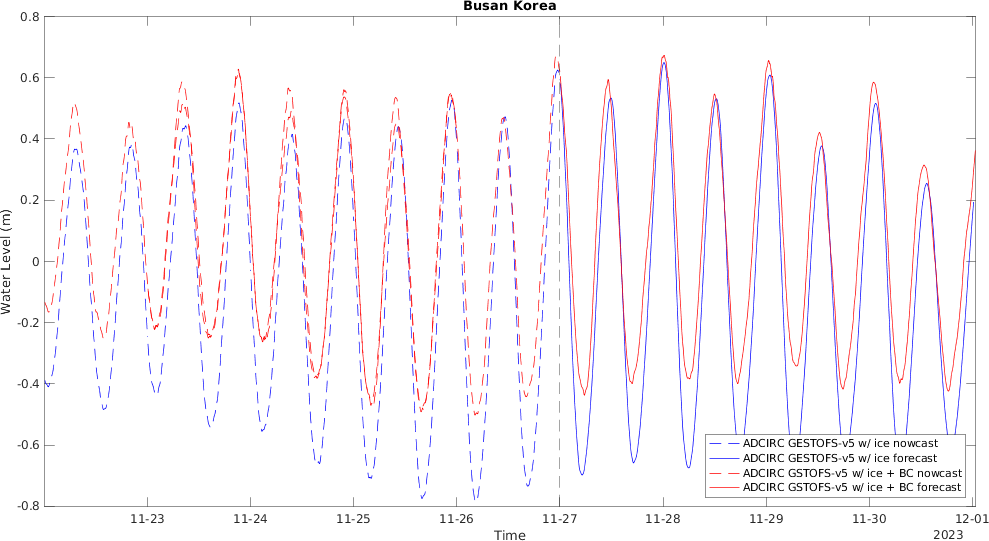 Busan Korea
0.8
0.6
0.4
0.2
0
-0.2
-0.4
-0.6
-0.8
Water Level (m)
ADCIRC GESTOFS-v5 w/ ice nowcast
ADCIRC GESTOFS-v5 w/ ice forecast
ADCIRC GSTOFS-v5 w/ ice + BC nowcast
ADCIRC GSTOFS-v5 w/ ice + BC forecast
11-23 11-24 11-25 11-26 11-27 11-28 11-29 11-30 12-01
Time
2023